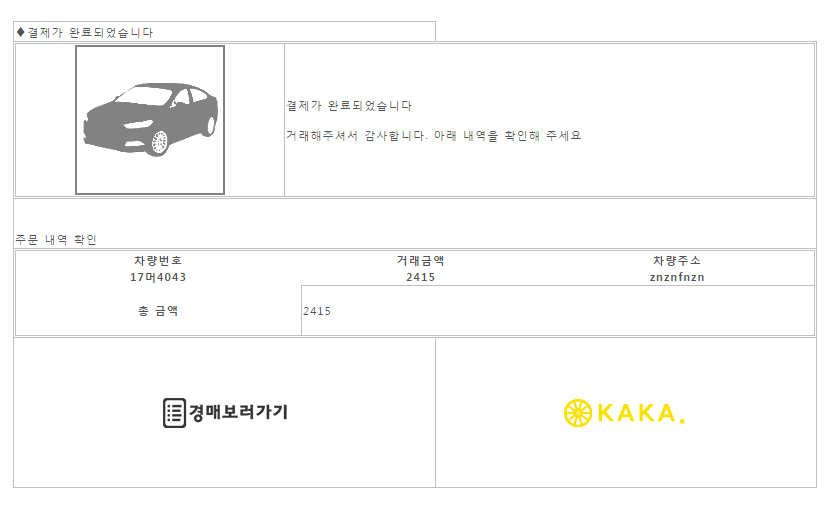 ♦결제가 완료되었습니다
결제가 완료되었습니다
거래해주셔서 감사합니다. 아래 내역을 확인해 주세요
주문 내역 확인
차량번호 거래금액 차량주소
17머4043 2415 znznfnzn
총 금액 2415
경매보러가기
KAKA.